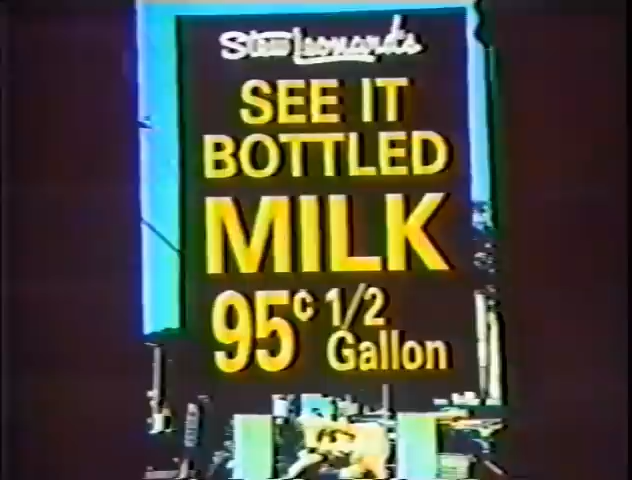 Stew Leonard's
SEE IT
BOTTLED
MILK
95¢ 1/2
Gallon